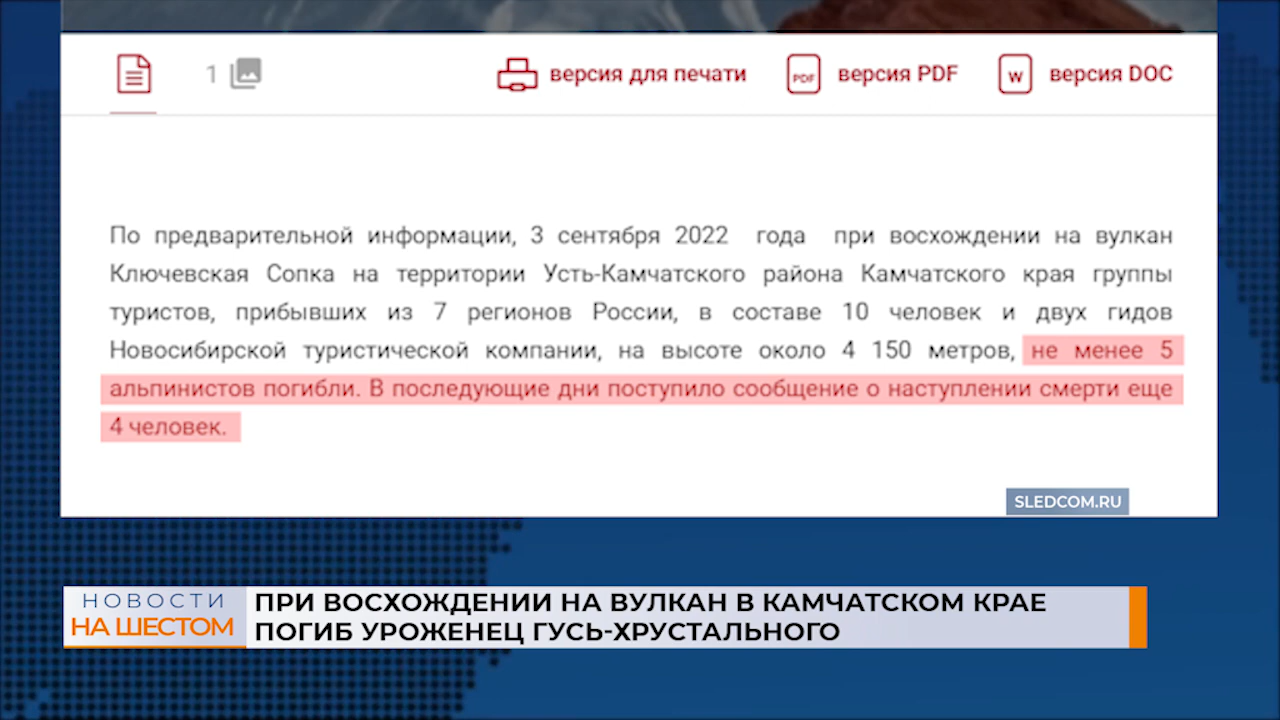 1
версия для печати
PDF
версия PDF
W
версия DOC
По предварительной информации, 3 сентября 2022 года при восхождении на вулкан
Ключевская Сопка на территории Усть-Камчатского района Камчатского края группы
туристов, прибывших из 7 регионов России, в составе 10 человек и двух гидов
Новосибирской туристической компании, на высоте около 4 150 метров, не менее 5
альпинистов погибли. В последующие дни поступило сообщение о наступлении смерти еще
4 человек.
SLEDCOM.RU
НОВОСТИ
НА ШЕСТОМ
ПРИ ВОСХОЖДЕНИИ НА ВУЛКАН В КАМЧАТСКОМ КРАЕ
ПОГИБ УРОЖЕНЕЦ ГУСЬ-ХРУСТАЛЬНОГО